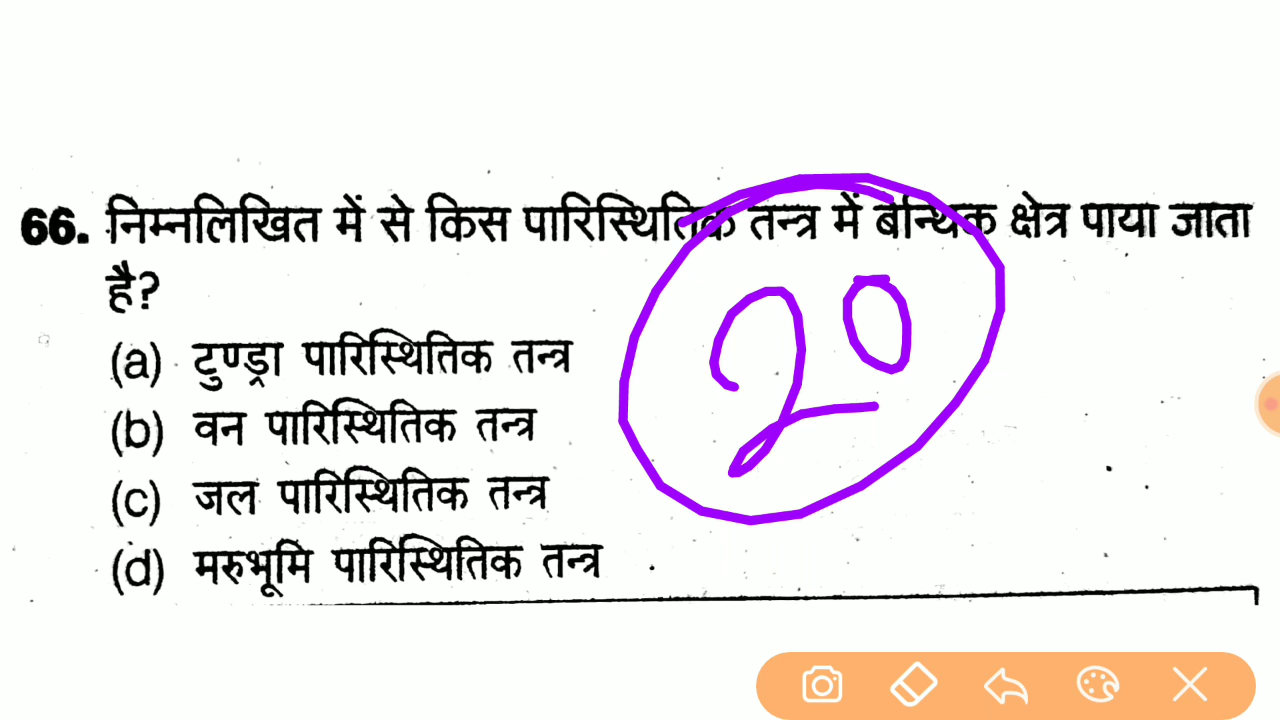 66. निम्नलिखित में से किस पारिस्थितिक तन्त्र में बेन्थिक क्षेत्र पाया जाता
है?
20
(a) टुण्ड्रा पारिस्थितिक तन्त्र
(b) वन पारिस्थितिक तन्त्र
(c) जल पारिस्थितिक तन्त्र
(d) मरुभूमि पारिस्थितिक तन्त्र